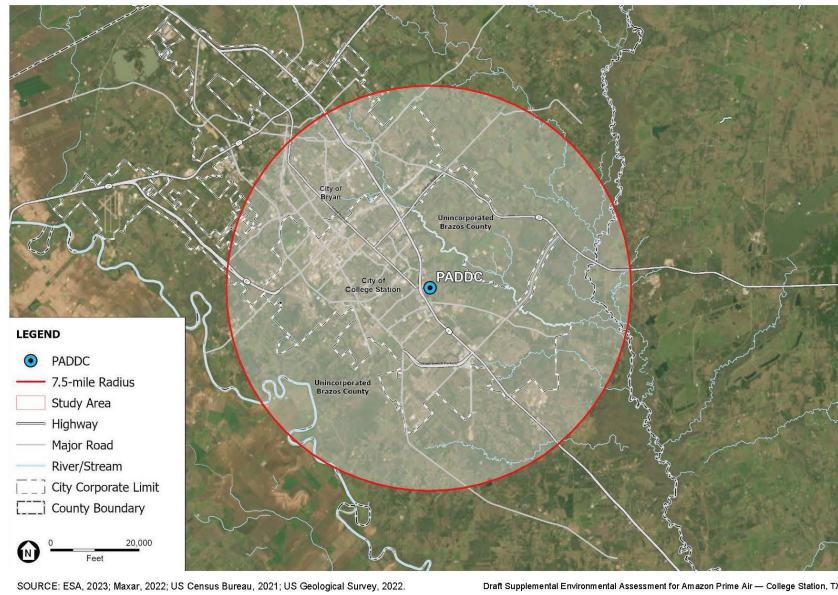 City of
Bryan
Unincorporated
Brazos County
PADDC
City of
College Station
Unincorporated
Brazos County
LEGEND
PADDC
7.5-mile Radius
Study Area
Highway
Major Road
River/Stream
City Corporate Limit
County Boundary
N
0 20,000
Feet
SOURCE: ESA, 2023; Maxar, 2022; US Census Bureau, 2021; US Geological Survey, 2022.
Draft Supplemental Environmental Assessment for Amazon Prime Air — College Station, TX